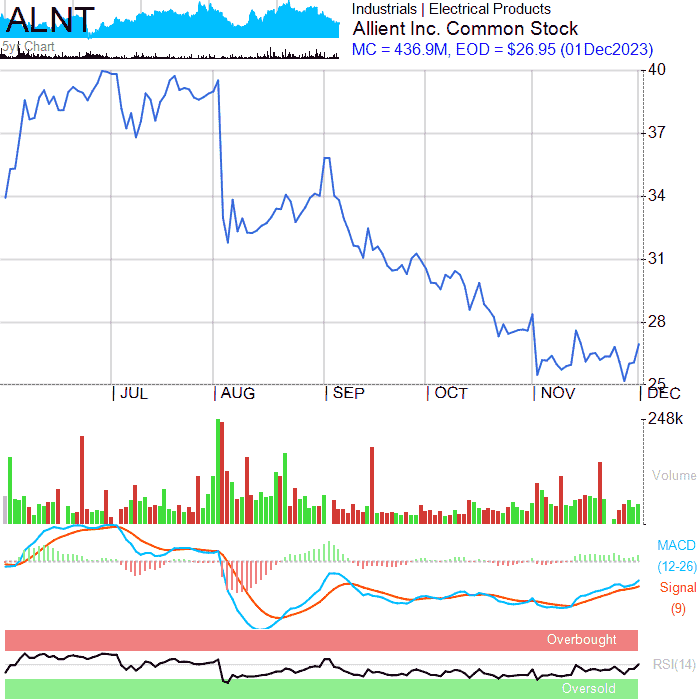 ALNT
5yr Chart
Industrials | Electrical Products
Allient Inc. Common Stock
MC = 436.9M, EOD = $26.95 (01Dec2023)
40
37
34
31
28
25
JUL AUG SEP OCT NOV DEC
248k
Volume
MACD
(12-26)
Signal
(9)
Overbought
RSI(14)
Oversold